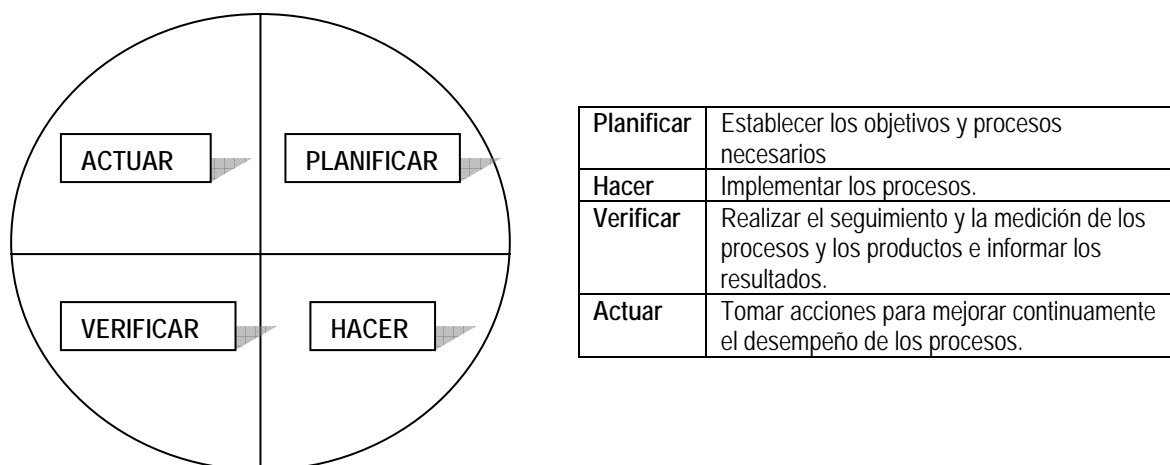 ACTUAR
PLANIFICAR
VERIFICAR
HACER
Planificar Establecer los objetivos y procesos
necesarios
Hacer Implementar los procesos.
Verificar Realizar el seguimiento y la medición de los
procesos y los productos e informar los
resultados.
Actuar Tomar acciones para mejorar continuamente
el desempeño de los procesos.